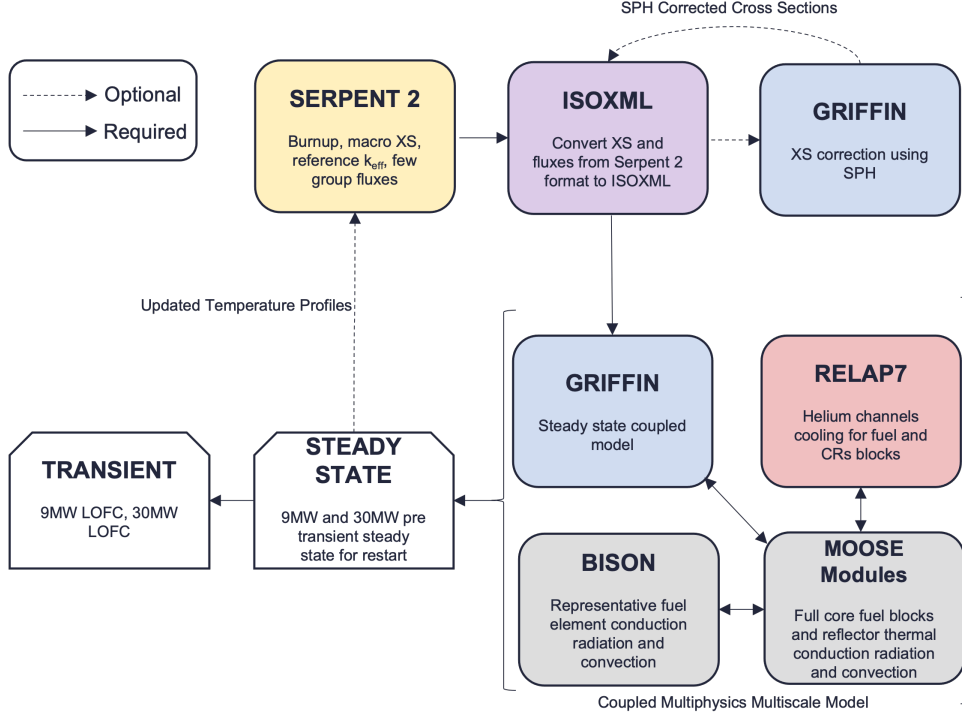 SPH Corrected Cross Sections
Optional
Required
SERPENT 2
Burnup, macro XS,
reference keff, few
group fluxes
ISOXML
Convert XS and
fluxes from Serpent 2
format to ISOXML
GRIFFIN
XS correction using
SPH
Updated Temperature Profiles
GRIFFIN
Steady state coupled
model
RELAP7
Helium channels
cooling for fuel and
CRs blocks
TRANSIENT
9MW LOFC, 30MW
LOFC
STEADY
STATE
9MW and 30MW pre
transient steady
state for restart
BISON
Representative fuel
element conduction
radiation and
convection
MOOSE
Modules
Full core fuel blocks
and reflector thermal
conduction radiation
and convection
Coupled Multiphysics Multiscale Model